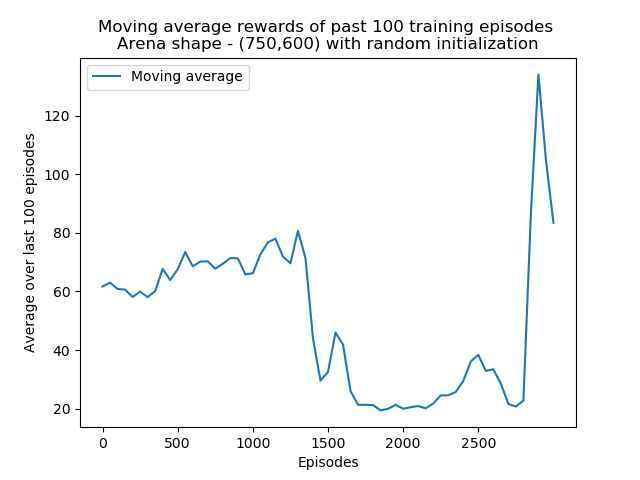 Moving average rewards of past 100 training episodes
Arena shape - (750,600) with random initialization
Moving average
Average over last 100 episodes
120
100
80
60
40
20
0 500 1000 1500 2000 2500
Episodes